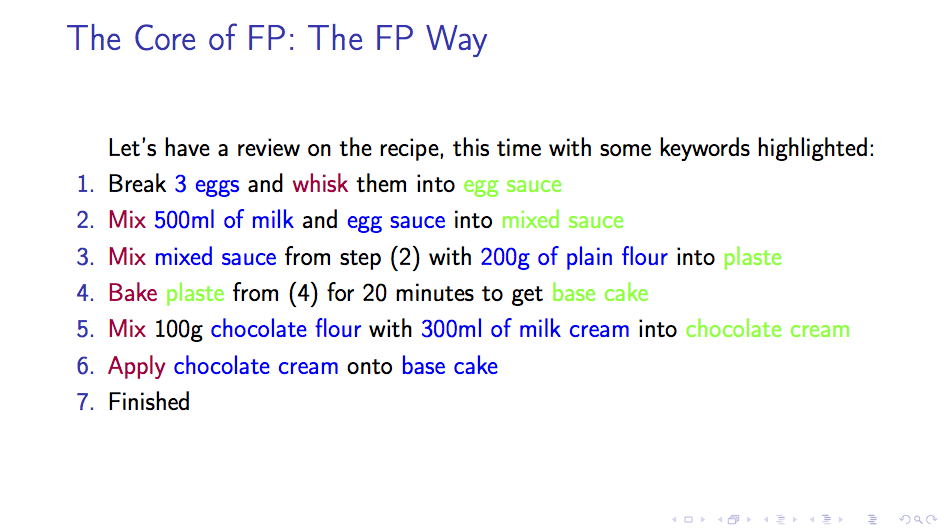 The Core of FP: The FP Way
Let's have a review on the recipe, this time with some keywords highlighted:
1. Break 3 eggs and whisk them into egg sauce
2. Mix 500ml of milk and egg sauce into mixed sauce
3. Mix mixed sauce from step (2) with 200g of plain flour into plaste
4. Bake plaste from (4) for 20 minutes to get base cake
5. Mix 100g chocolate flour with 300ml of milk cream into chocolate cream
6. Apply chocolate cream onto base cake
7. Finished